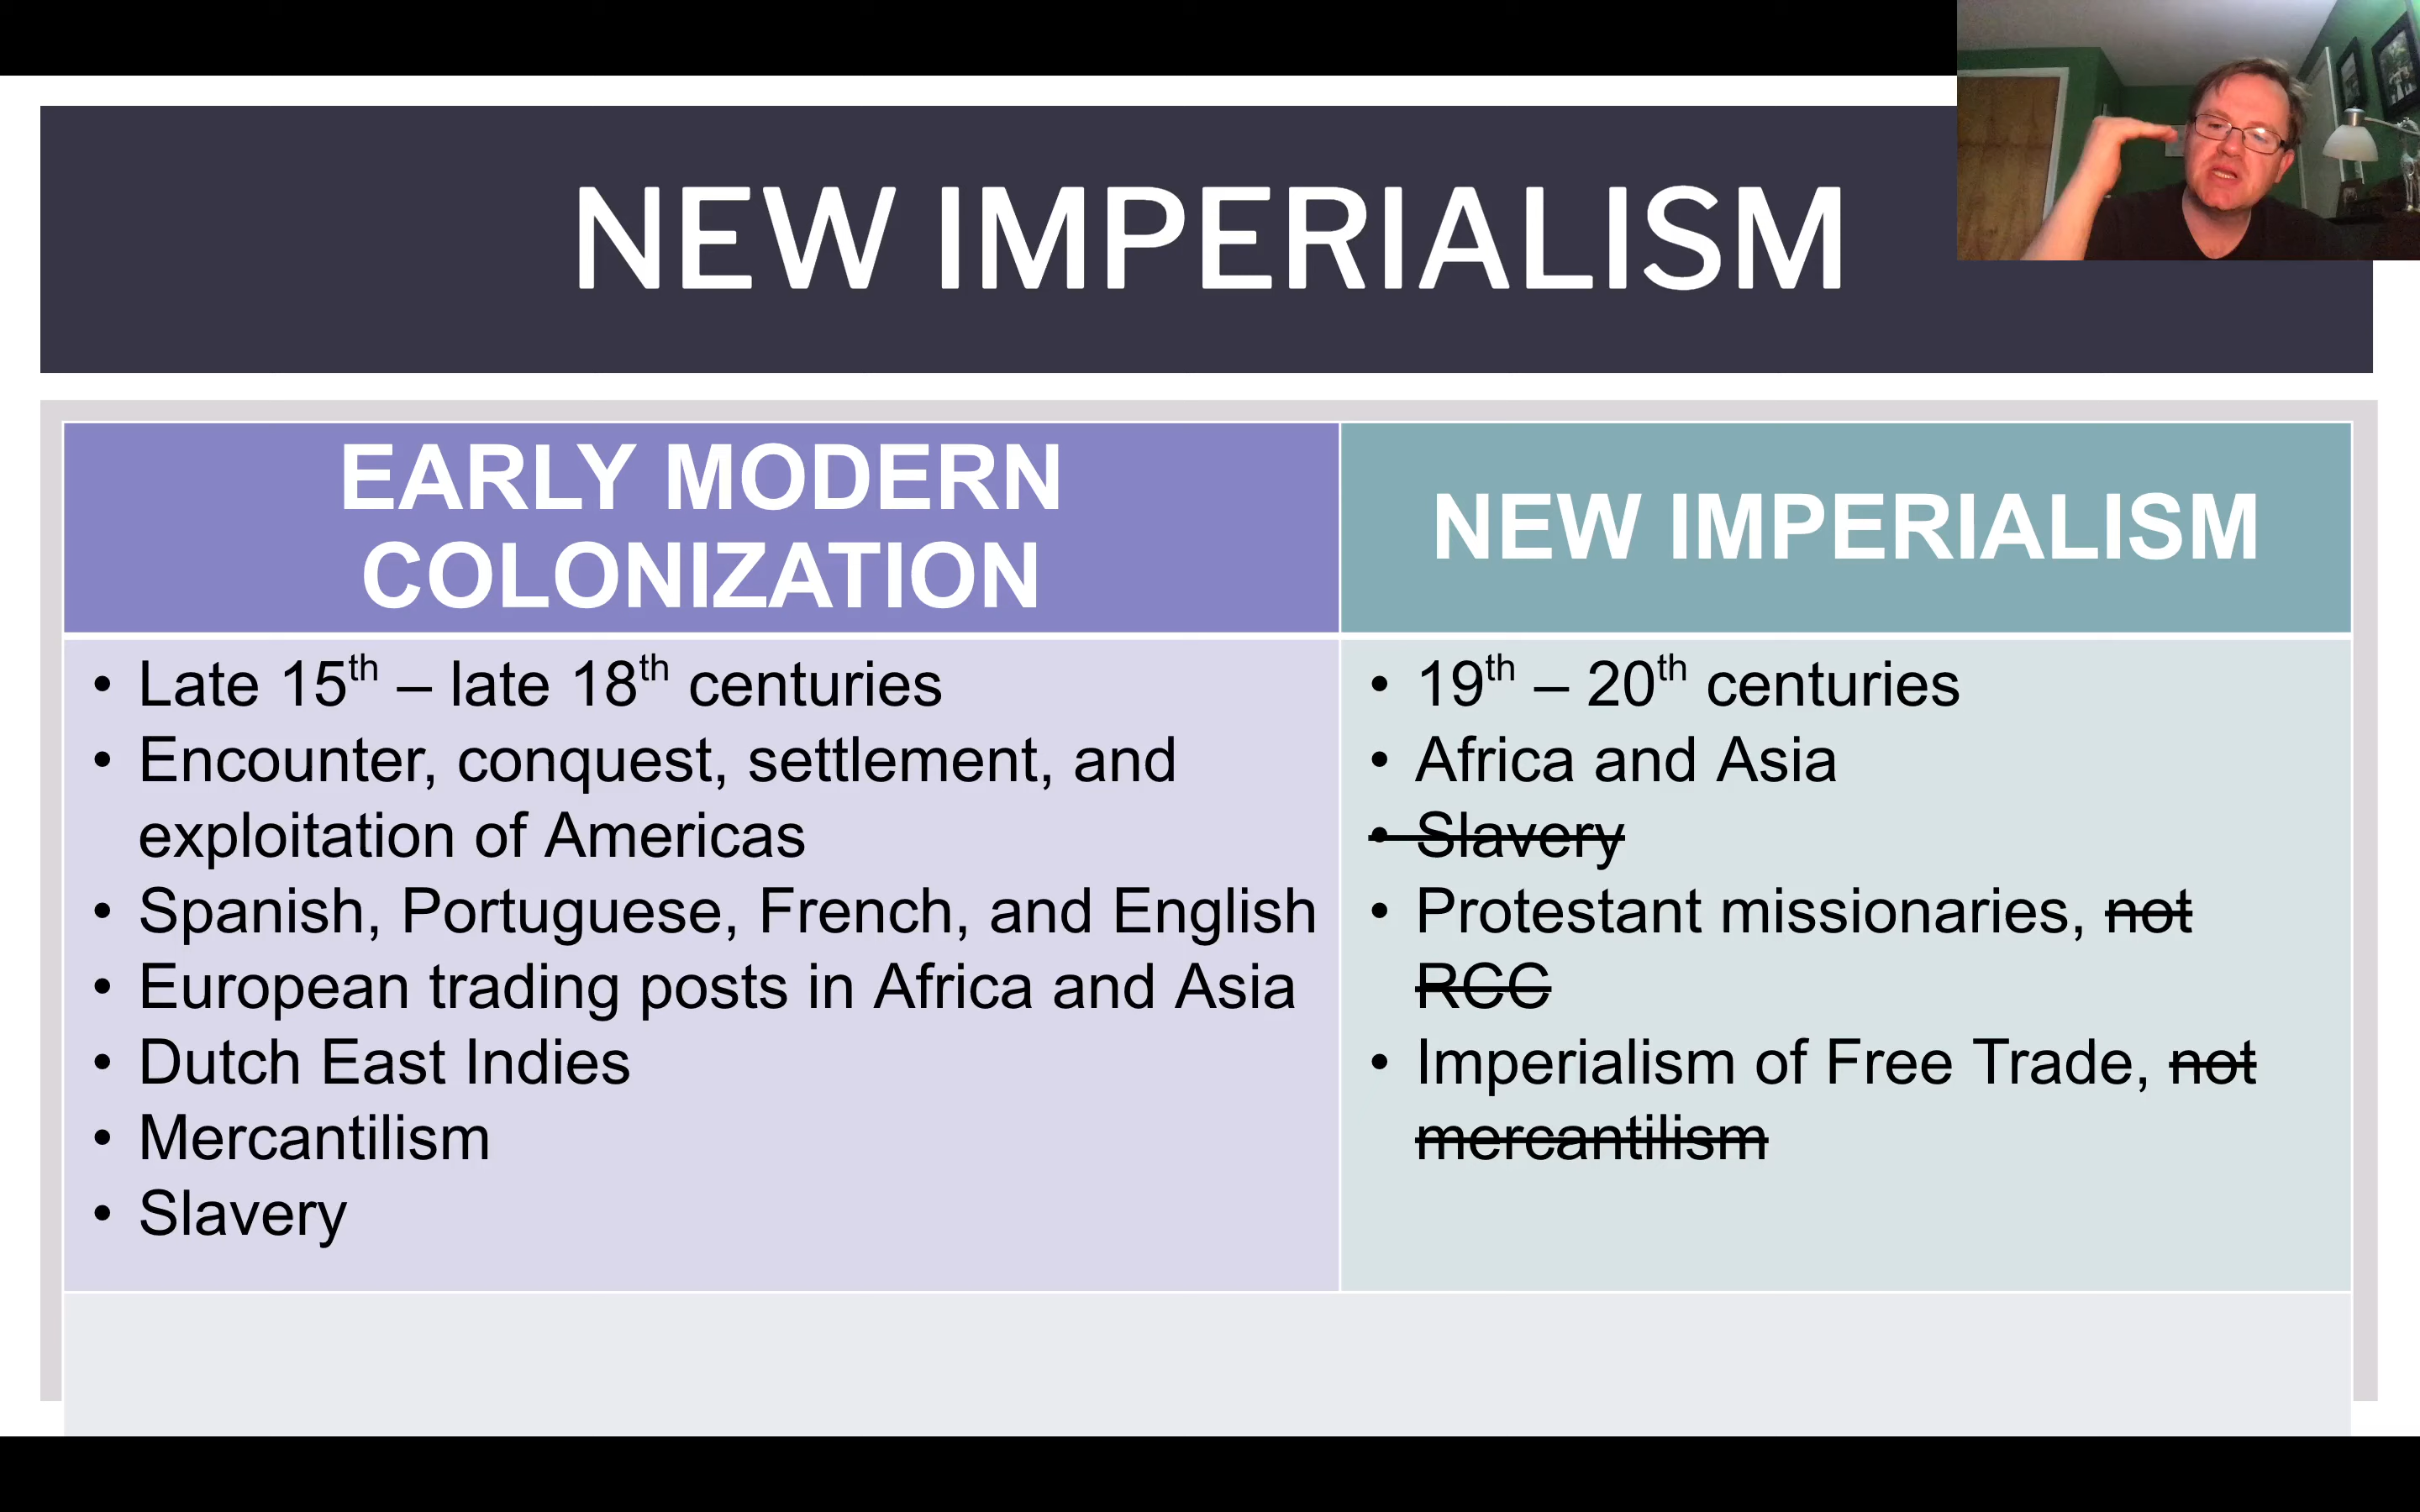 NEW IMPERIALISM
EARLY MODERN
COLONIZATION
• Late 15th – late 18th centuries
• Encounter, conquest, settlement, and
exploitation of Americas
• Spanish, Portuguese, French, and English
• European trading posts in Africa and Asia
• Dutch East Indies
• Mercantilism
• Slavery
NEW IMPERIALISM
• 19th – 20th centuries
• Africa and Asia
• Slavery
• Protestant missionaries, not
RCC
• Imperialism of Free Trade, not
mercantilism